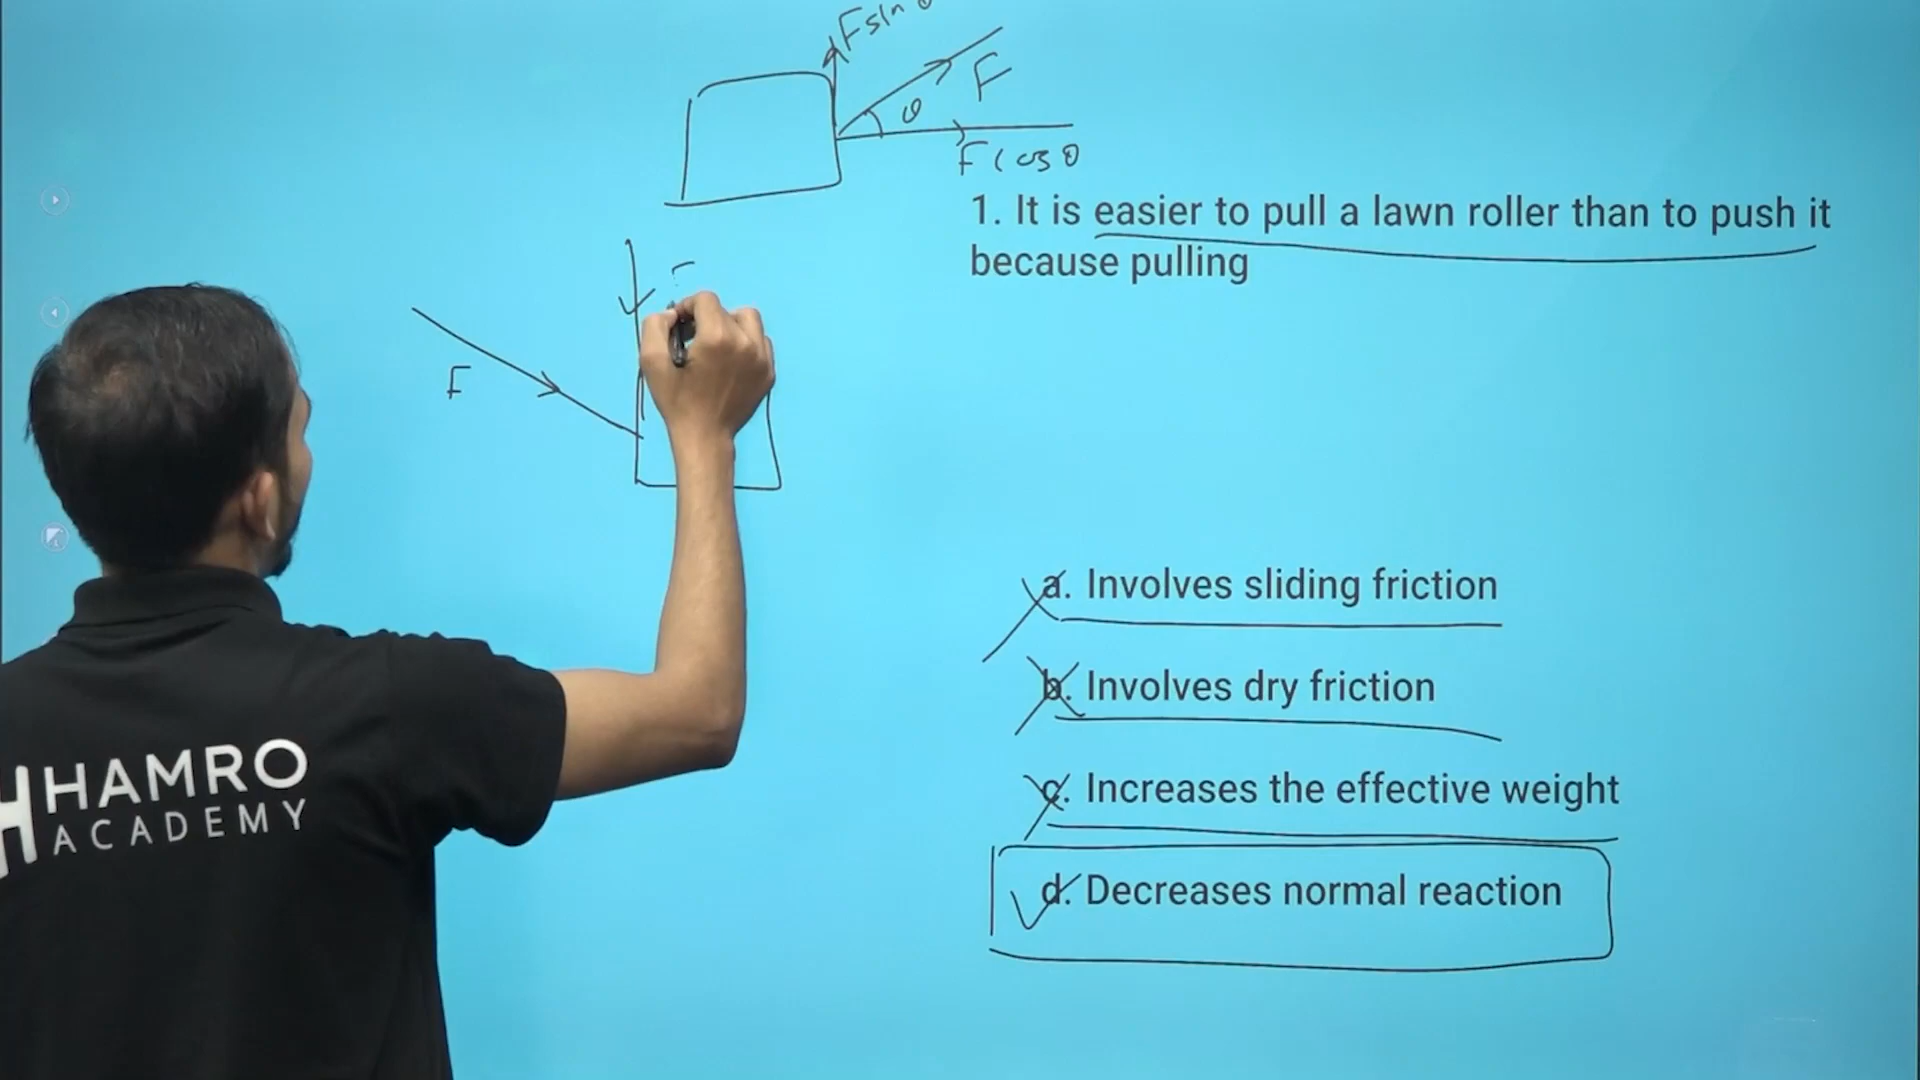 F sin θ
F
θ
F cos θ
1. It is easier to pull a lawn roller than to push it
because pulling
F
a. Involves sliding friction
b. Involves dry friction
c. Increases the effective weight
d. Decreases normal reaction
HAMRO
ACADEMY